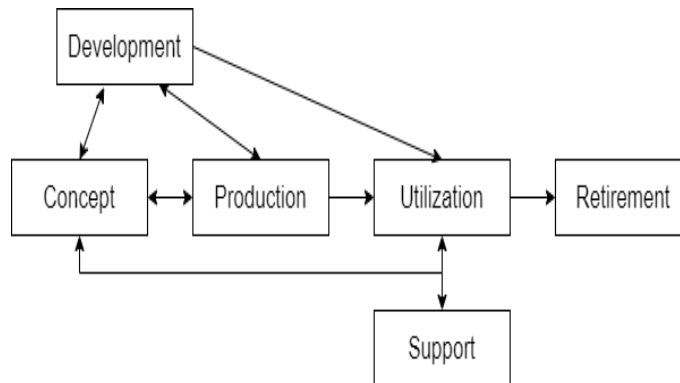 Development
Concept
Production
Utilization
Retirement
Support